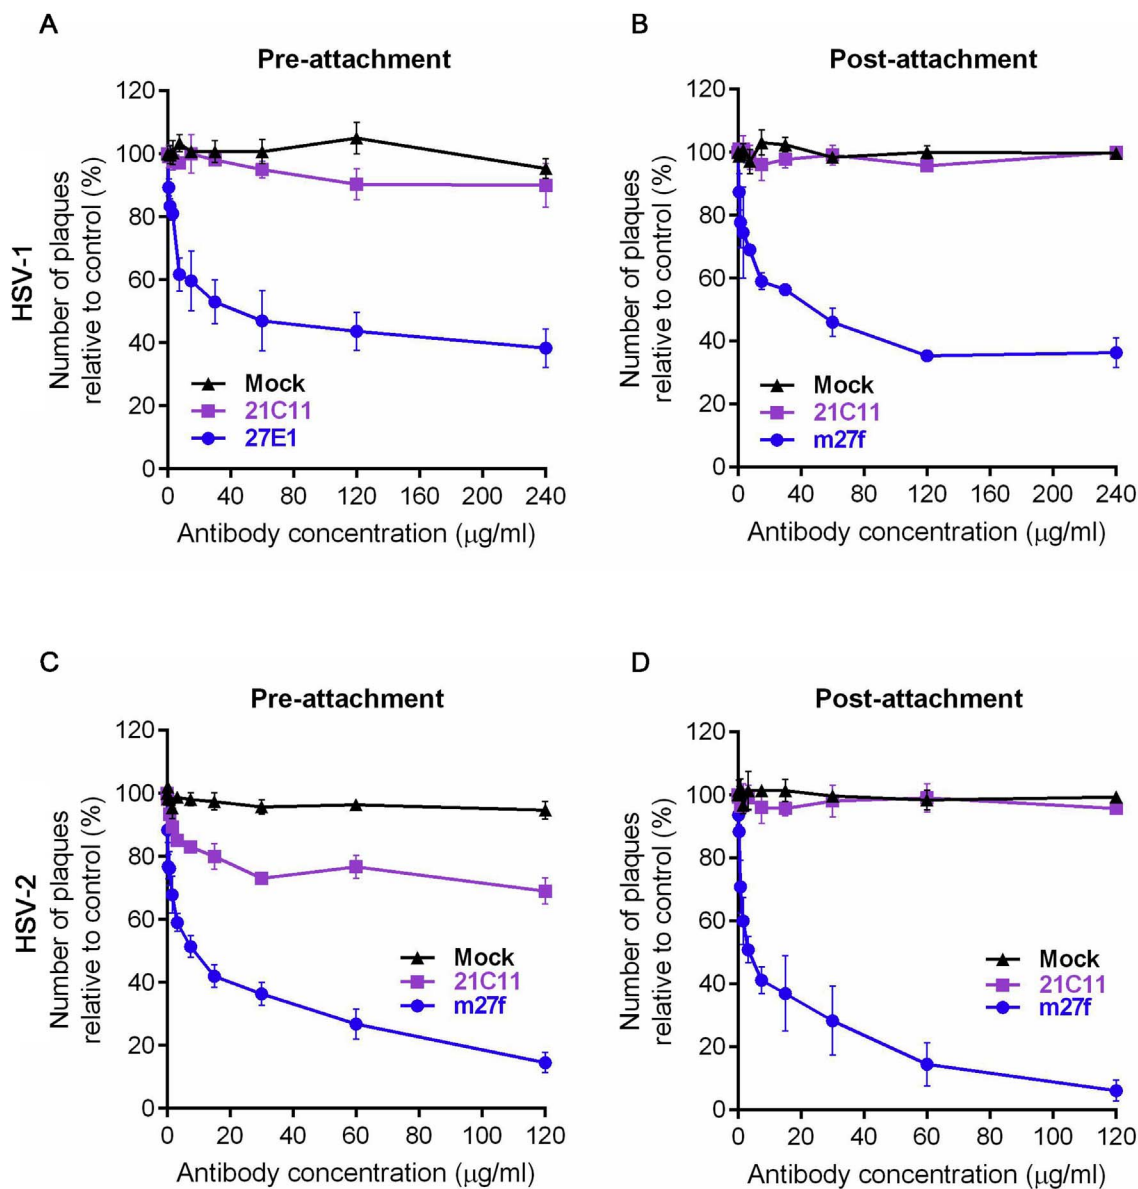 A
Pre-attachment
HSV-1
Number of plaques
relative to control (%)
120
100
80
60
40
20
0
Mock
21C11
27E1
0 40 80 120 160 200 240
Antibody concentration (μg/ml)
B
Post-attachment
Number of plaques
relative to control (%)
120
100
80
60
40
20
0
Mock
21C11
m27f
0 40 80 120 160 200 240
Antibody concentration (μg/ml)
C
Pre-attachment
HSV-2
Number of plaques
relative to control (%)
120
100
80
60
40
20
0
Mock
21C11
m27f
0 20 40 60 80 100 120
Antibody concentration (μg/ml)
D
Post-attachment
Number of plaques
relative to control (%)
120
100
80
60
40
20
0
Mock
21C11
m27f
0 20 40 60 80 100 120
Antibody concentration (μg/ml)